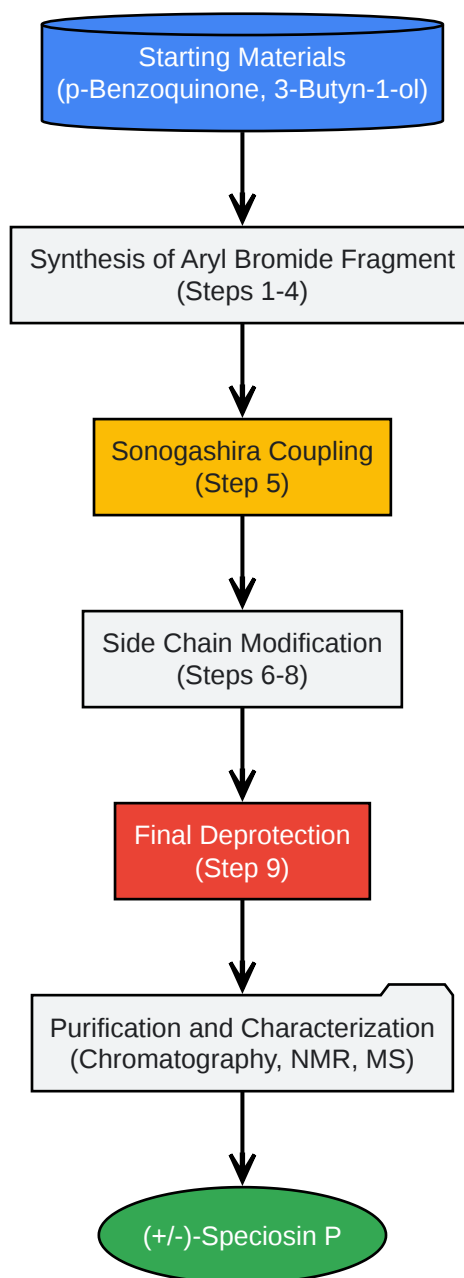 Starting Materials
(p-Benzoquinone, 3-Butyn-1-ol)
Synthesis of Aryl Bromide Fragment
(Steps 1-4)
Sonogashira Coupling
(Step 5)
Side Chain Modification
(Steps 6-8)
Final Deprotection
(Step 9)
Purification and Characterization
(Chromatography, NMR, MS)
(+/-)-Speciosin P